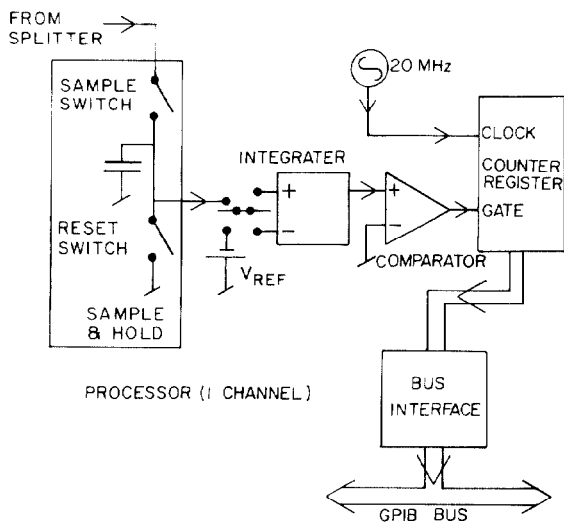 FROM
SPLITTER
SAMPLE
SWITCH
RESET
SWITCH
SAMPLE
& HOLD
V REF
INTEGRATER
+
−
+
−
COMPARATOR
20 MHz
CLOCK
COUNTER
REGISTER
GATE
PROCESSOR (1 CHANNEL)
BUS
INTERFACE
GPIB BUS